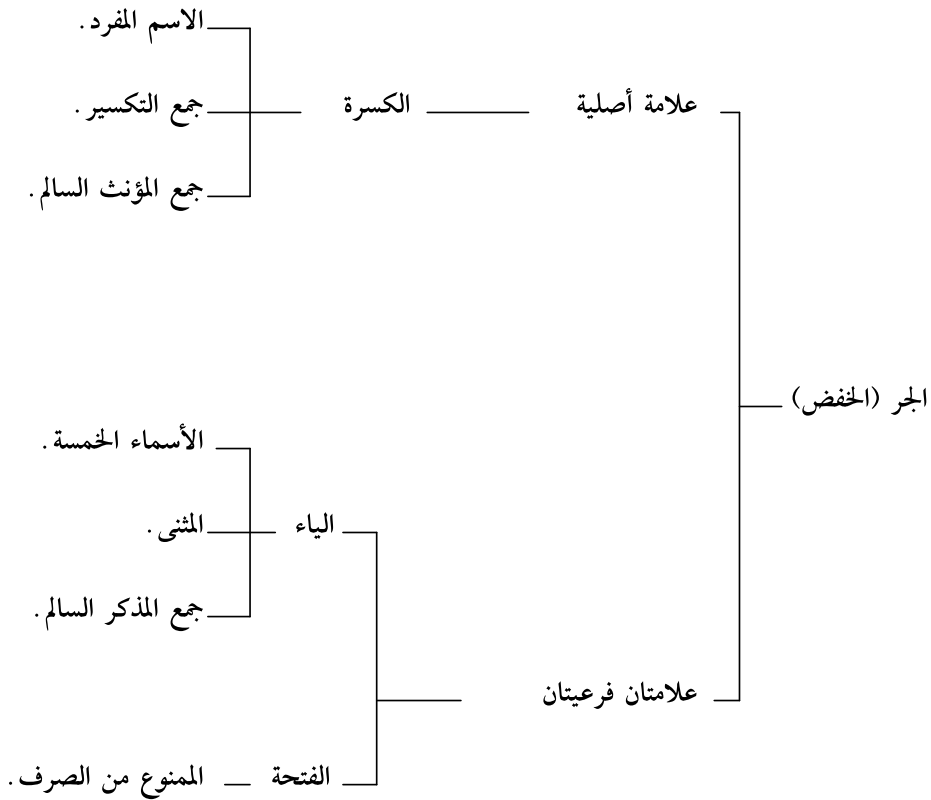 الاسم المفرد.
علامة أصلية الكسرة جمع التكسير.
جمع المؤنث السالم.
الجر (الخفض)
الأسماء الخمسة.
الياء المثنى.
جمع المذكر السالم.
علامتان فرعيتان
الفتحة الممنوع من الصرف.